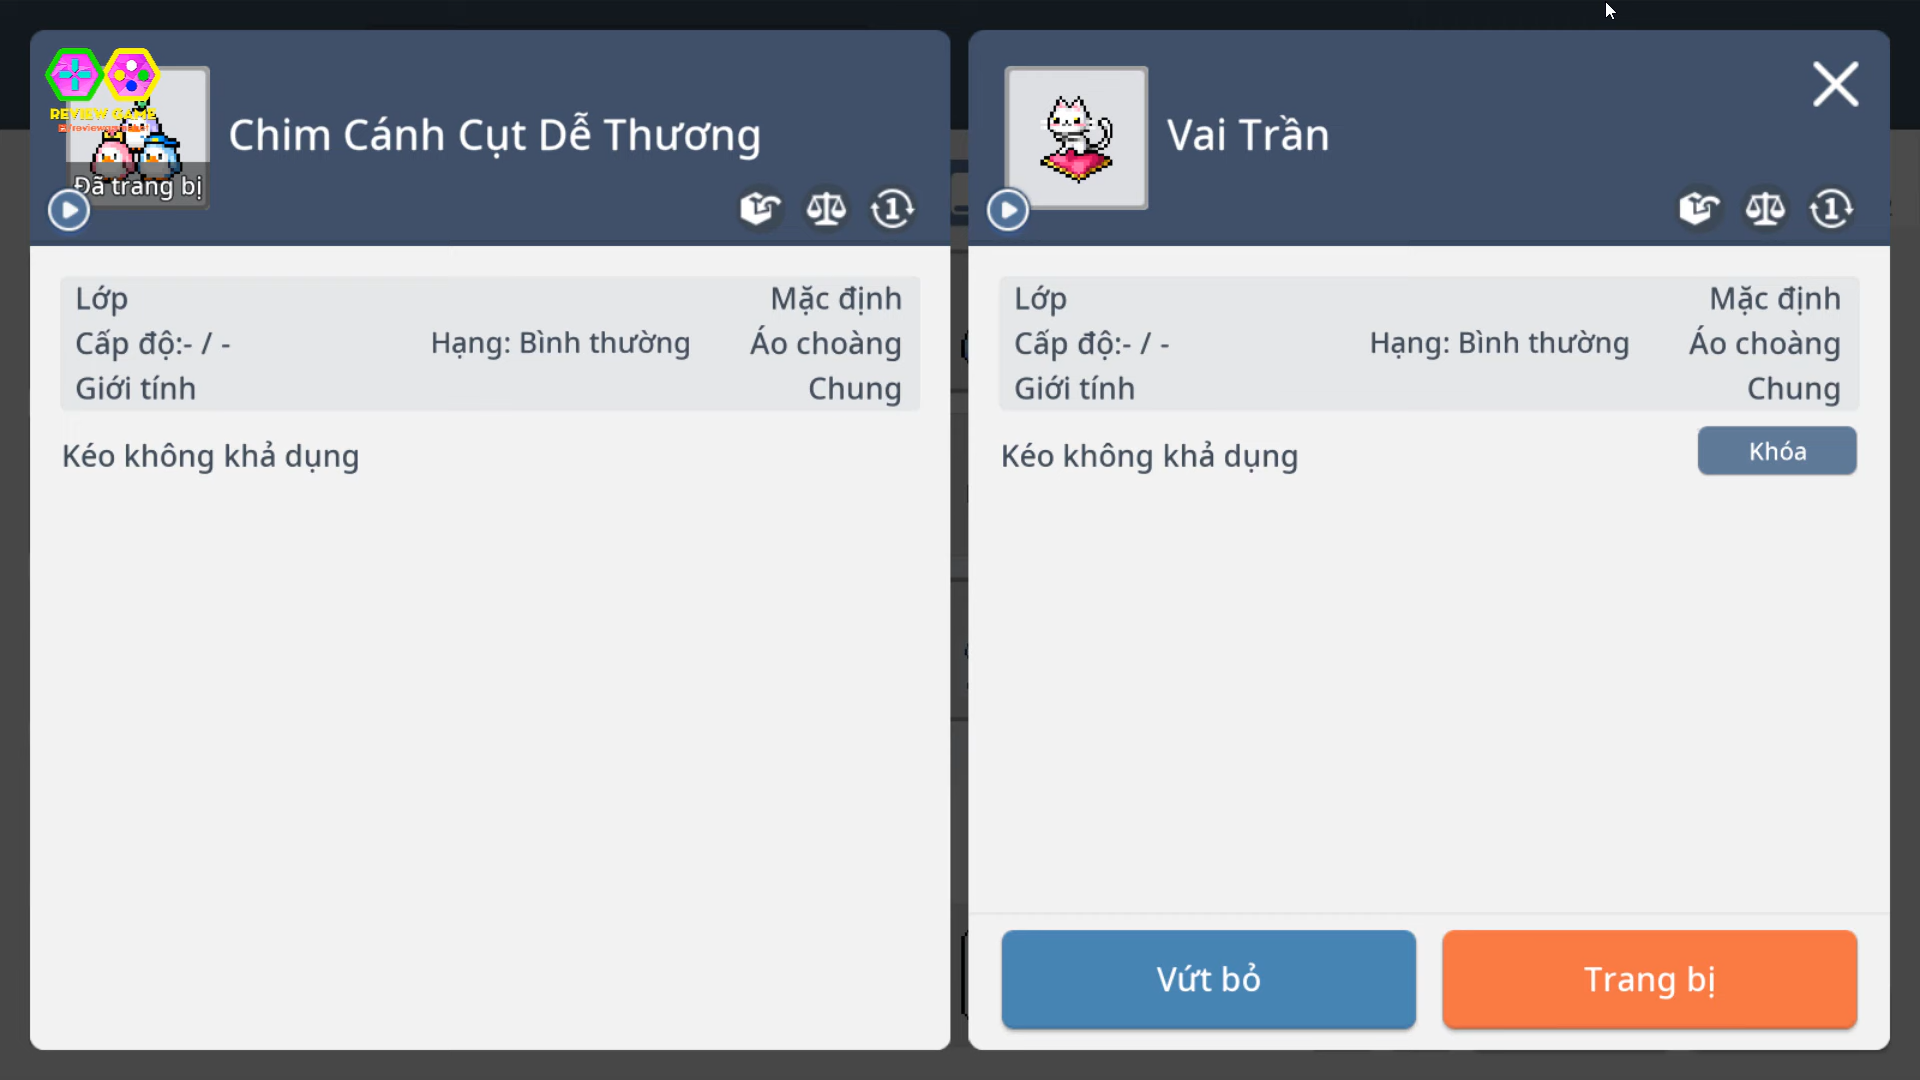 REVIEW GAME
Đã trang bị
Chim Cánh Cụt Dễ Thương
1
Lớp
Mặc định
Cấp độ:- / -
Hạng: Bình thường
Áo choàng
Giới tính
Chung
Kéo không khả dụng
Vai Trần
1
Lớp
Mặc định
Cấp độ:- / -
Hạng: Bình thường
Áo choàng
Giới tính
Chung
Kéo không khả dụng
Khóa
Vứt bỏ
Trang bị